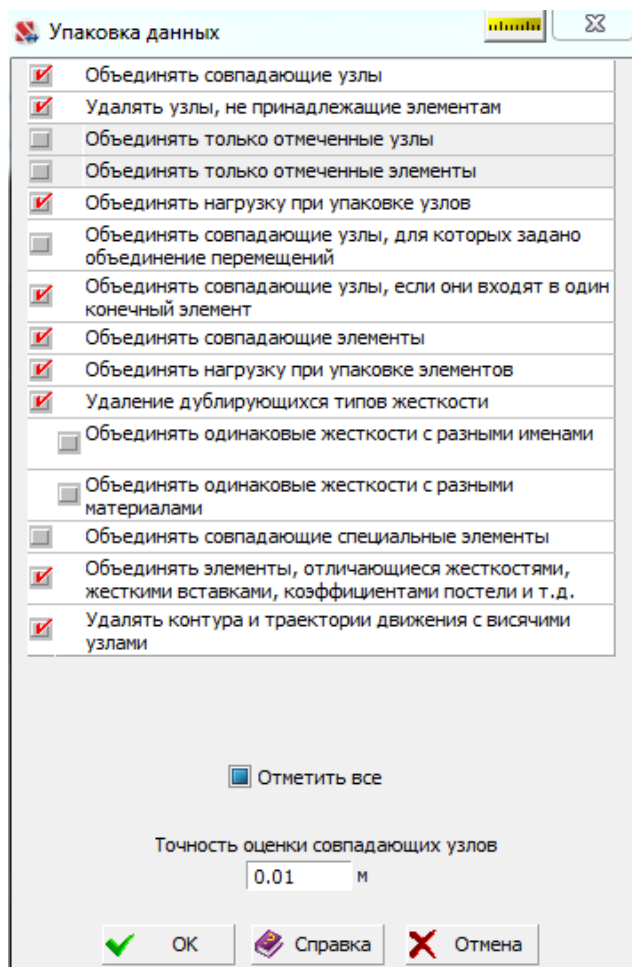 Упаковка данных
Объединять совпадающие узлы
Удалять узлы, не принадлежащие элементам
Объединять только отмеченные узлы
Объединять только отмеченные элементы
Объединять нагрузку при упаковке узлов
Объединять совпадающие узлы, для которых задано
объединение перемещений
Объединять совпадающие узлы, если они входят в один
конечный элемент
Объединять совпадающие элементы
Объединять нагрузку при упаковке элементов
Удаление дублирующихся типов жесткости
Объединять одинаковые жесткости с разными именами
Объединять одинаковые жесткости с разными
материалами
Объединять совпадающие специальные элементы
Объединять элементы, отличающиеся жесткостями,
жесткими вставками, коэффициентами постели и т.д.
Удалять контура и траектории движения с висячими
узлами
Отметить все
Точность оценки совпадающих узлов
0.01 м
OK Справка Отмена